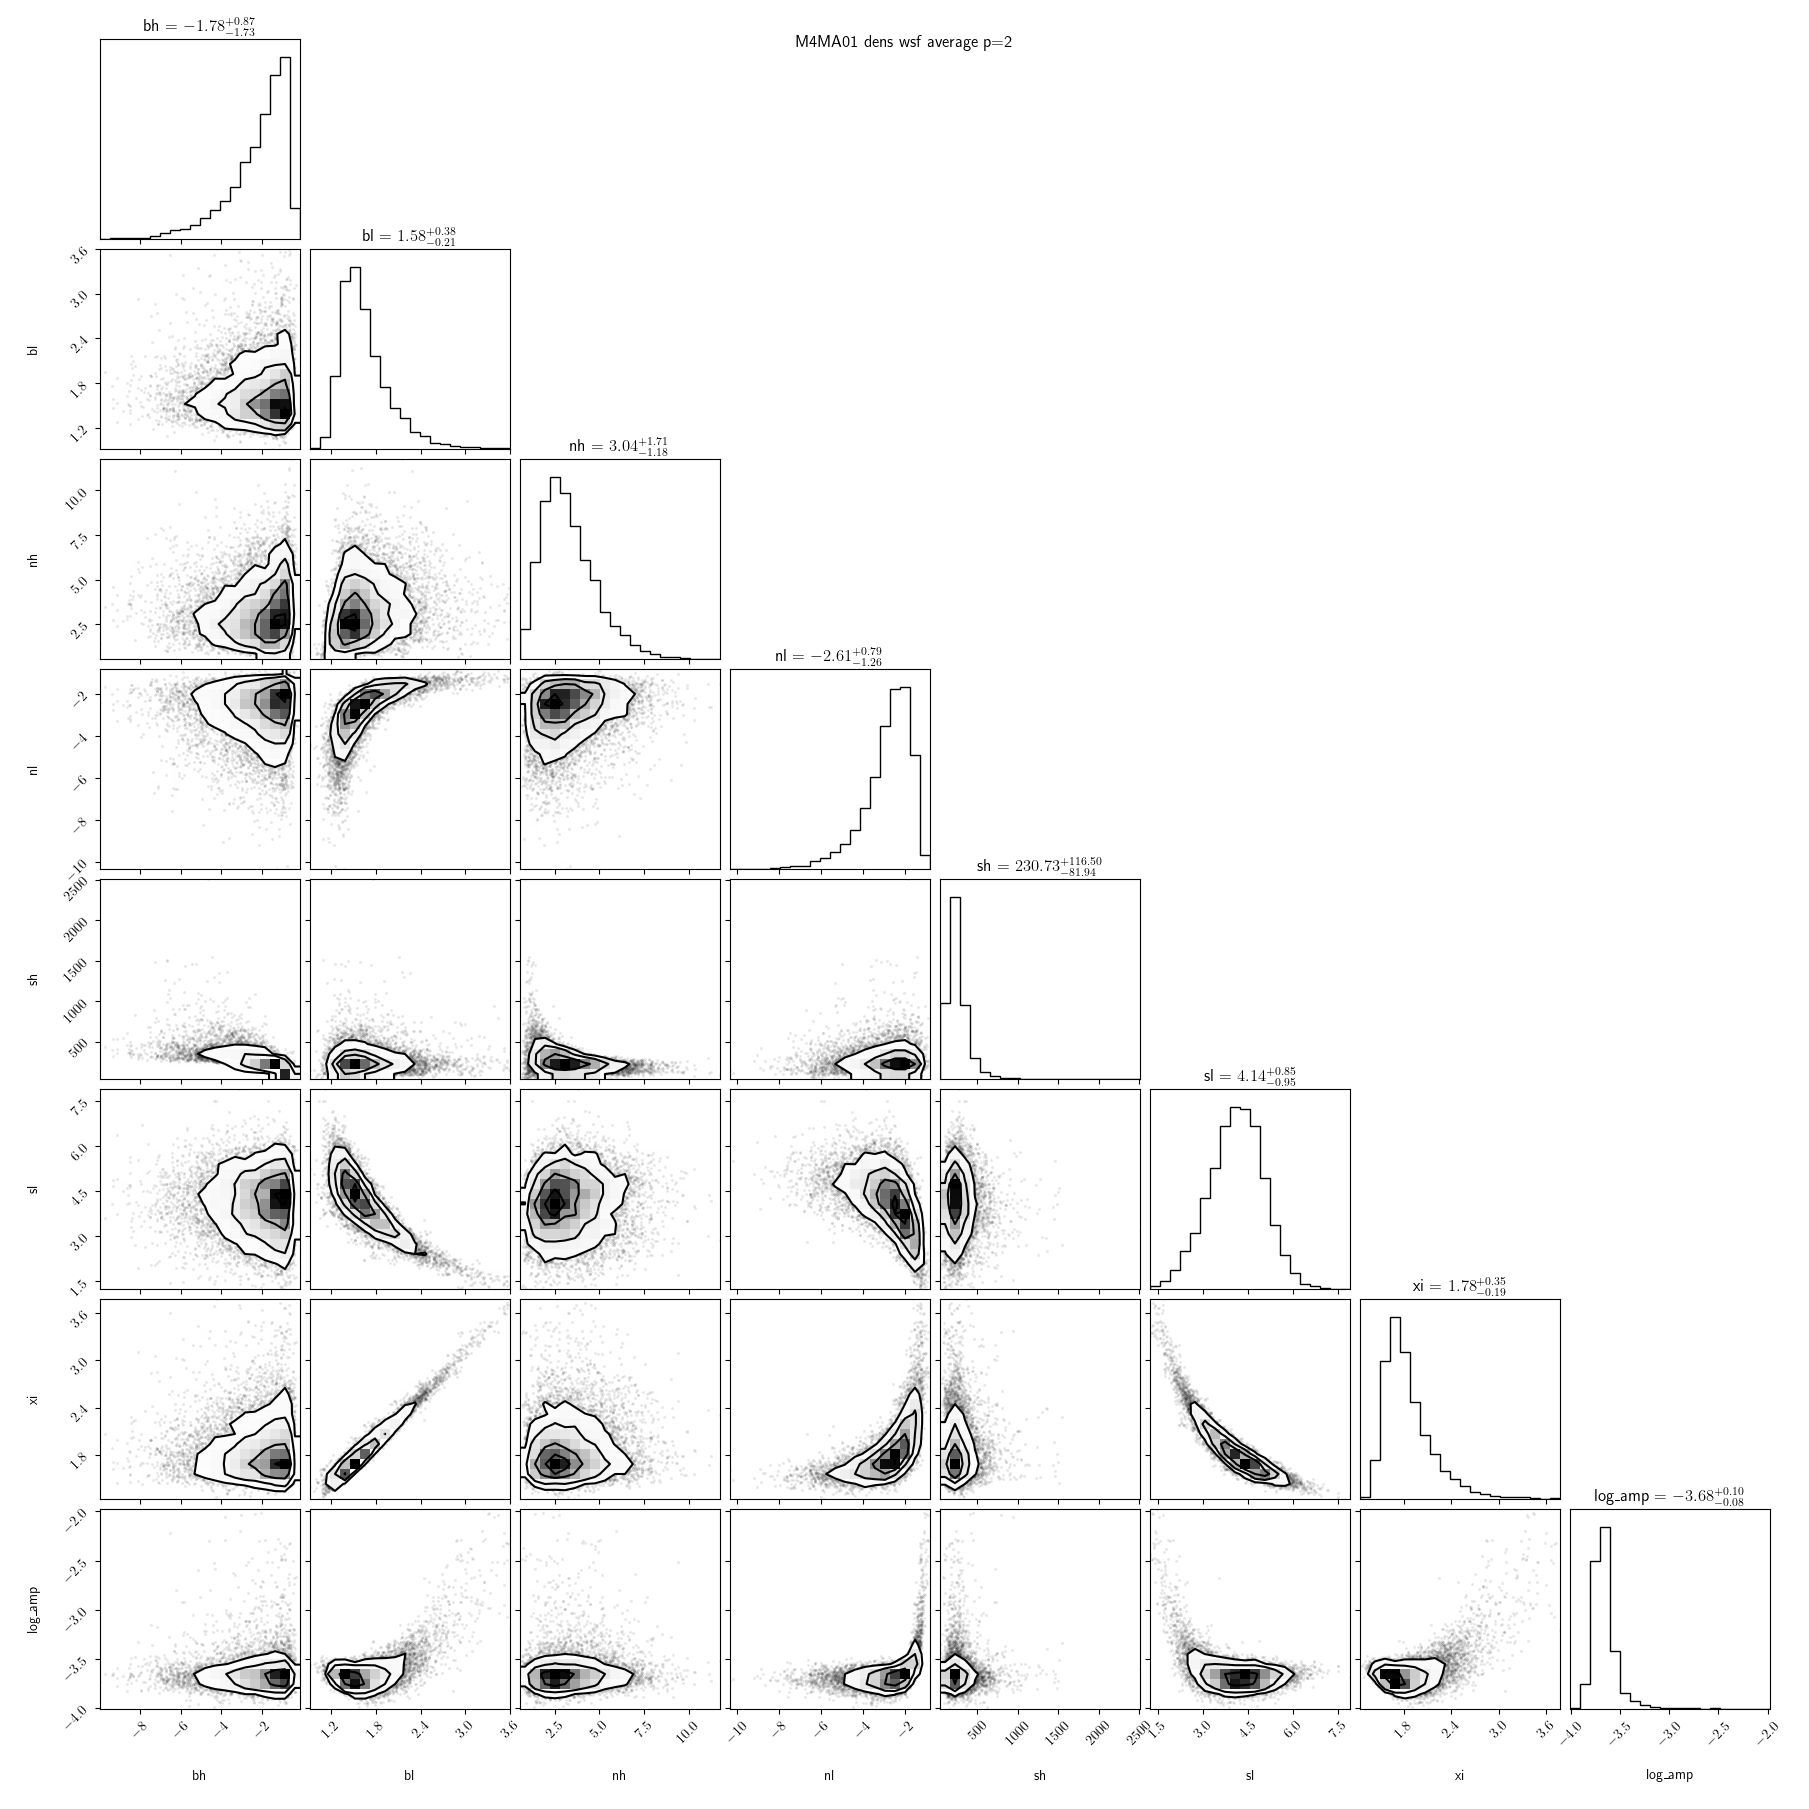 M4MA01 dens wsf average p=2
bh = −1.78 +0.87 −1.73
bl = 1.58 +0.38 −0.21
nh = 3.04 +1.71 −1.18
nl = −2.61 +0.79 −1.26
sh = 230.73 +116.50 −81.94
sl = 4.14 +0.85 −0.95
xi = 1.78 +0.35 −0.19
log_amp = −3.68 +0.10 −0.08
bl
3.6
3.0
2.4
1.8
1.2
nh
10.0
7.5
5.0
2.5
nl
−2
−4
−6
−8
−10
sh
2500
2000
1500
1000
500
sl
7.5
6.0
4.5
3.0
1.5
xi
3.6
3.0
2.4
1.8
log_amp
−2.0
−2.5
−3.0
−3.5
−4.0
−8 −6 −4 −2
1.2 1.8 2.4 3.0 3.6
2.5 5.0 7.5 10.0
−10 −8 −6 −4 −2
500 1000 1500 2000 2500
1.5 3.0 4.5 6.0 7.5
1.8 2.4 3.0 3.6
−4.0 −3.5 −3.0 −2.5 −2.0
bh bl nh nl sh sl xi log_amp